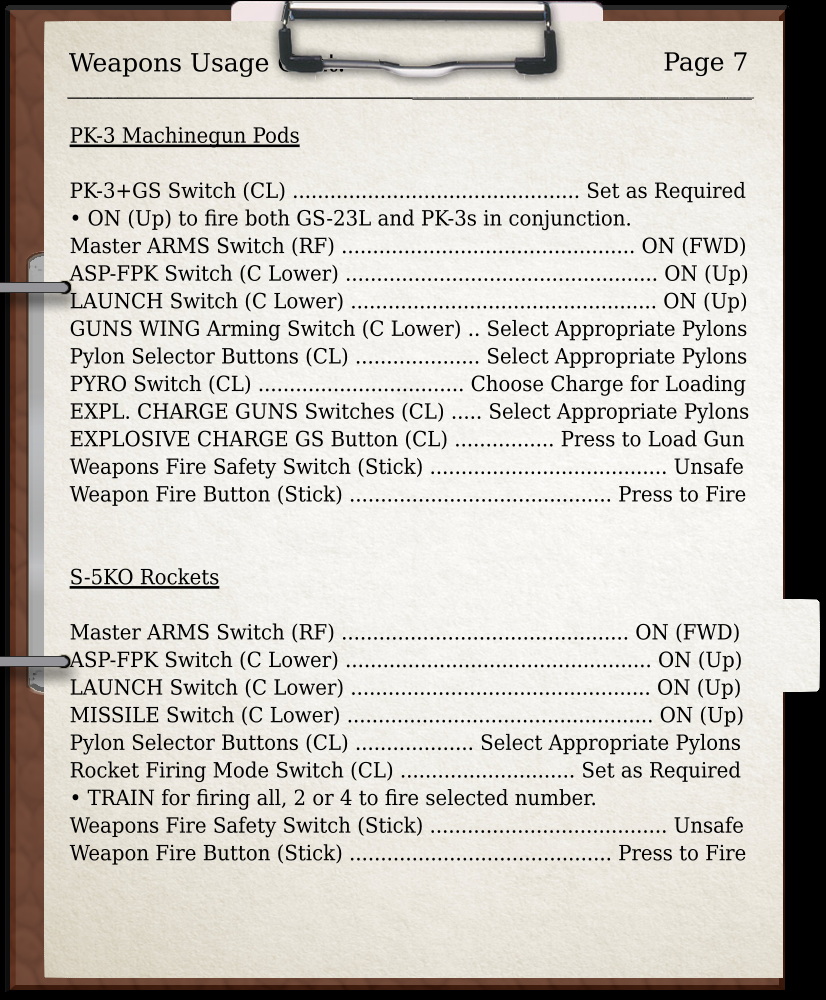 Weapons Usage
Page 7
PK-3 Machinegun Pods
PK-3+GS Switch (CL) .............................................. Set as Required
• ON (Up) to fire both GS-23L and PK-3s in conjunction.
Master ARMS Switch (RF) ............................................... ON (FWD)
ASP-FPK Switch (C Lower) .................................................. ON (Up)
LAUNCH Switch (C Lower) ................................................. ON (Up)
GUNS WING Arming Switch (C Lower) .. Select Appropriate Pylons
Pylon Selector Buttons (CL) .................... Select Appropriate Pylons
PYRO Switch (CL) ................................. Choose Charge for Loading
EXPL. CHARGE GUNS Switches (CL) ..... Select Appropriate Pylons
EXPLOSIVE CHARGE GS Button (CL) ................ Press to Load Gun
Weapons Fire Safety Switch (Stick) ...................................... Unsafe
Weapon Fire Button (Stick) .......................................... Press to Fire
S-5KO Rockets
Master ARMS Switch (RF) .............................................. ON (FWD)
ASP-FPK Switch (C Lower) ................................................. ON (Up)
LAUNCH Switch (C Lower) ................................................ ON (Up)
MISSILE Switch (C Lower) ................................................. ON (Up)
Pylon Selector Buttons (CL) ................... Select Appropriate Pylons
Rocket Firing Mode Switch (CL) ............................ Set as Required
• TRAIN for firing all, 2 or 4 to fire selected number.
Weapons Fire Safety Switch (Stick) ...................................... Unsafe
Weapon Fire Button (Stick) .......................................... Press to Fire